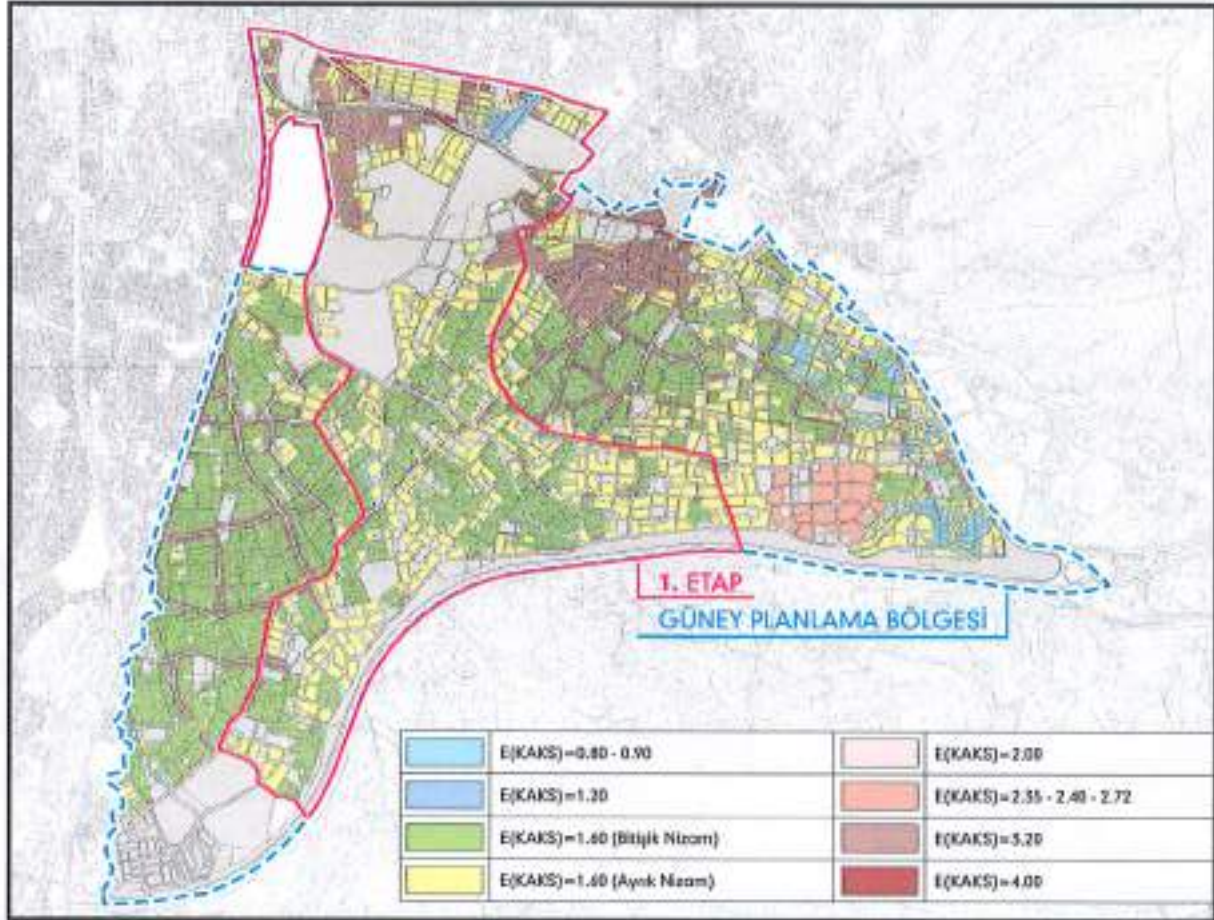 1. ETAP
GÜNEY PLANLAMA BÖLGESİ
E(KAKS)=0.80 - 0.90
E(KAKS)=2.00
E(KAKS)=1.20
E(KAKS)=2.35 - 2.40 - 2.72
E(KAKS)=1.60 (Bitişik Nizam)
E(KAKS)=3.20
E(KAKS)=1.60 (Ayrık Nizam)
E(KAKS)=4.00